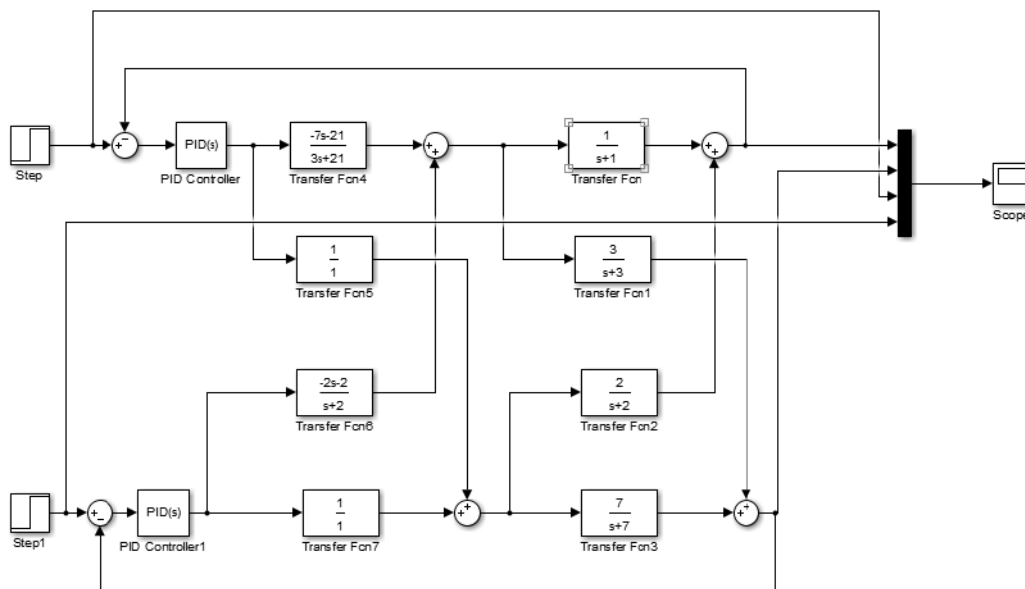 Step
+
−
PID(s)
PID Controller
-7s-21
3s+21
Transfer Fcn4
+
+
1
s+1
Transfer Fcn
+
+
Scope
1
1
Transfer Fcn5
3
s+3
Transfer Fcn1
-2s-2
s+2
Transfer Fcn6
2
s+2
Transfer Fcn2
Step1
+
−
PID(s)
PID Controller1
1
1
Transfer Fcn7
+
+
7
s+7
Transfer Fcn3
+
+